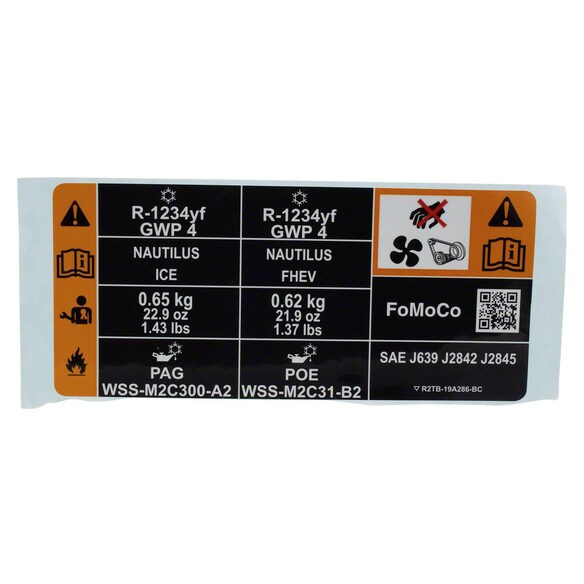 R-1234yf
GWP 4
NAUTILUS
ICE
0.65 kg
22.9 oz
1.43 lbs
PAG
WSS-M2C300-A2
R-1234yf
GWP 4
NAUTILUS
FHEV
0.62 kg
21.9 oz
1.37 lbs
POE
WSS-M2C31-B2
FoMoCo
SAE J639 J2842 J2845
R2TB-19A286-BC